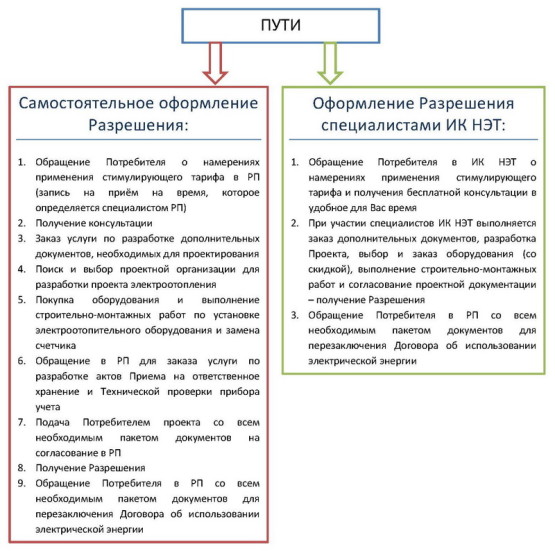 ПУТИ
Самостоятельное оформление
Разрешения:
1. Обращение Потребителя о намерениях
применения стимулирующего тарифа в РП
(запись на приём на время, которое
определяется специалистом РП)
2. Получение консультации
3. Заказ услуги по разработке дополнительных
документов, необходимых для проектирования
4. Поиск и выбор проектной организации для
разработки проекта электроотопления
5. Покупка оборудования и выполнение
строительно-монтажных работ по установке
электроотопительного оборудования и замена
счетчика
6. Обращение в РП для заказа услуги по
разработке актов Приема на ответственное
хранение и Технической проверки прибора
учета
7. Подача Потребителем проекта со всем
необходимым пакетом документов на
согласование в РП
8. Получение Разрешения
9. Обращение Потребителя в РП со всем
необходимым пакетом документов для
перезаключения Договора об использовании
электрической энергии
Оформление Разрешения
специалистами ИК НЭТ:
1. Обращение Потребителя в ИК НЭТ о
намерениях применения стимулирующего
тарифа и получения бесплатной консультации в
удобное для Вас время
2. При участии специалистов ИК НЭТ выполняется
заказ дополнительных документов, разработка
Проекта, выбор и заказ оборудования (со
скидкой), выполнение строительно-монтажных
работ и согласование проектной документации
– получение Разрешения
3. Обращение Потребителя в РП со всем
необходимым пакетом документов для
перезаключения Договора об использовании
электрической энергии